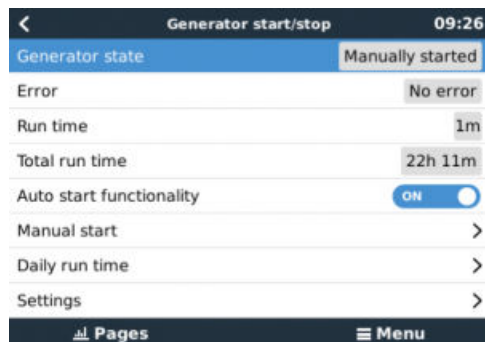 Generator start/stop 09:26
Generator state Manually started
Error No error
Run time 1m
Total run time 22h 11m
Auto start functionality ON
Manual start
Daily run time
Settings
Pages Menu